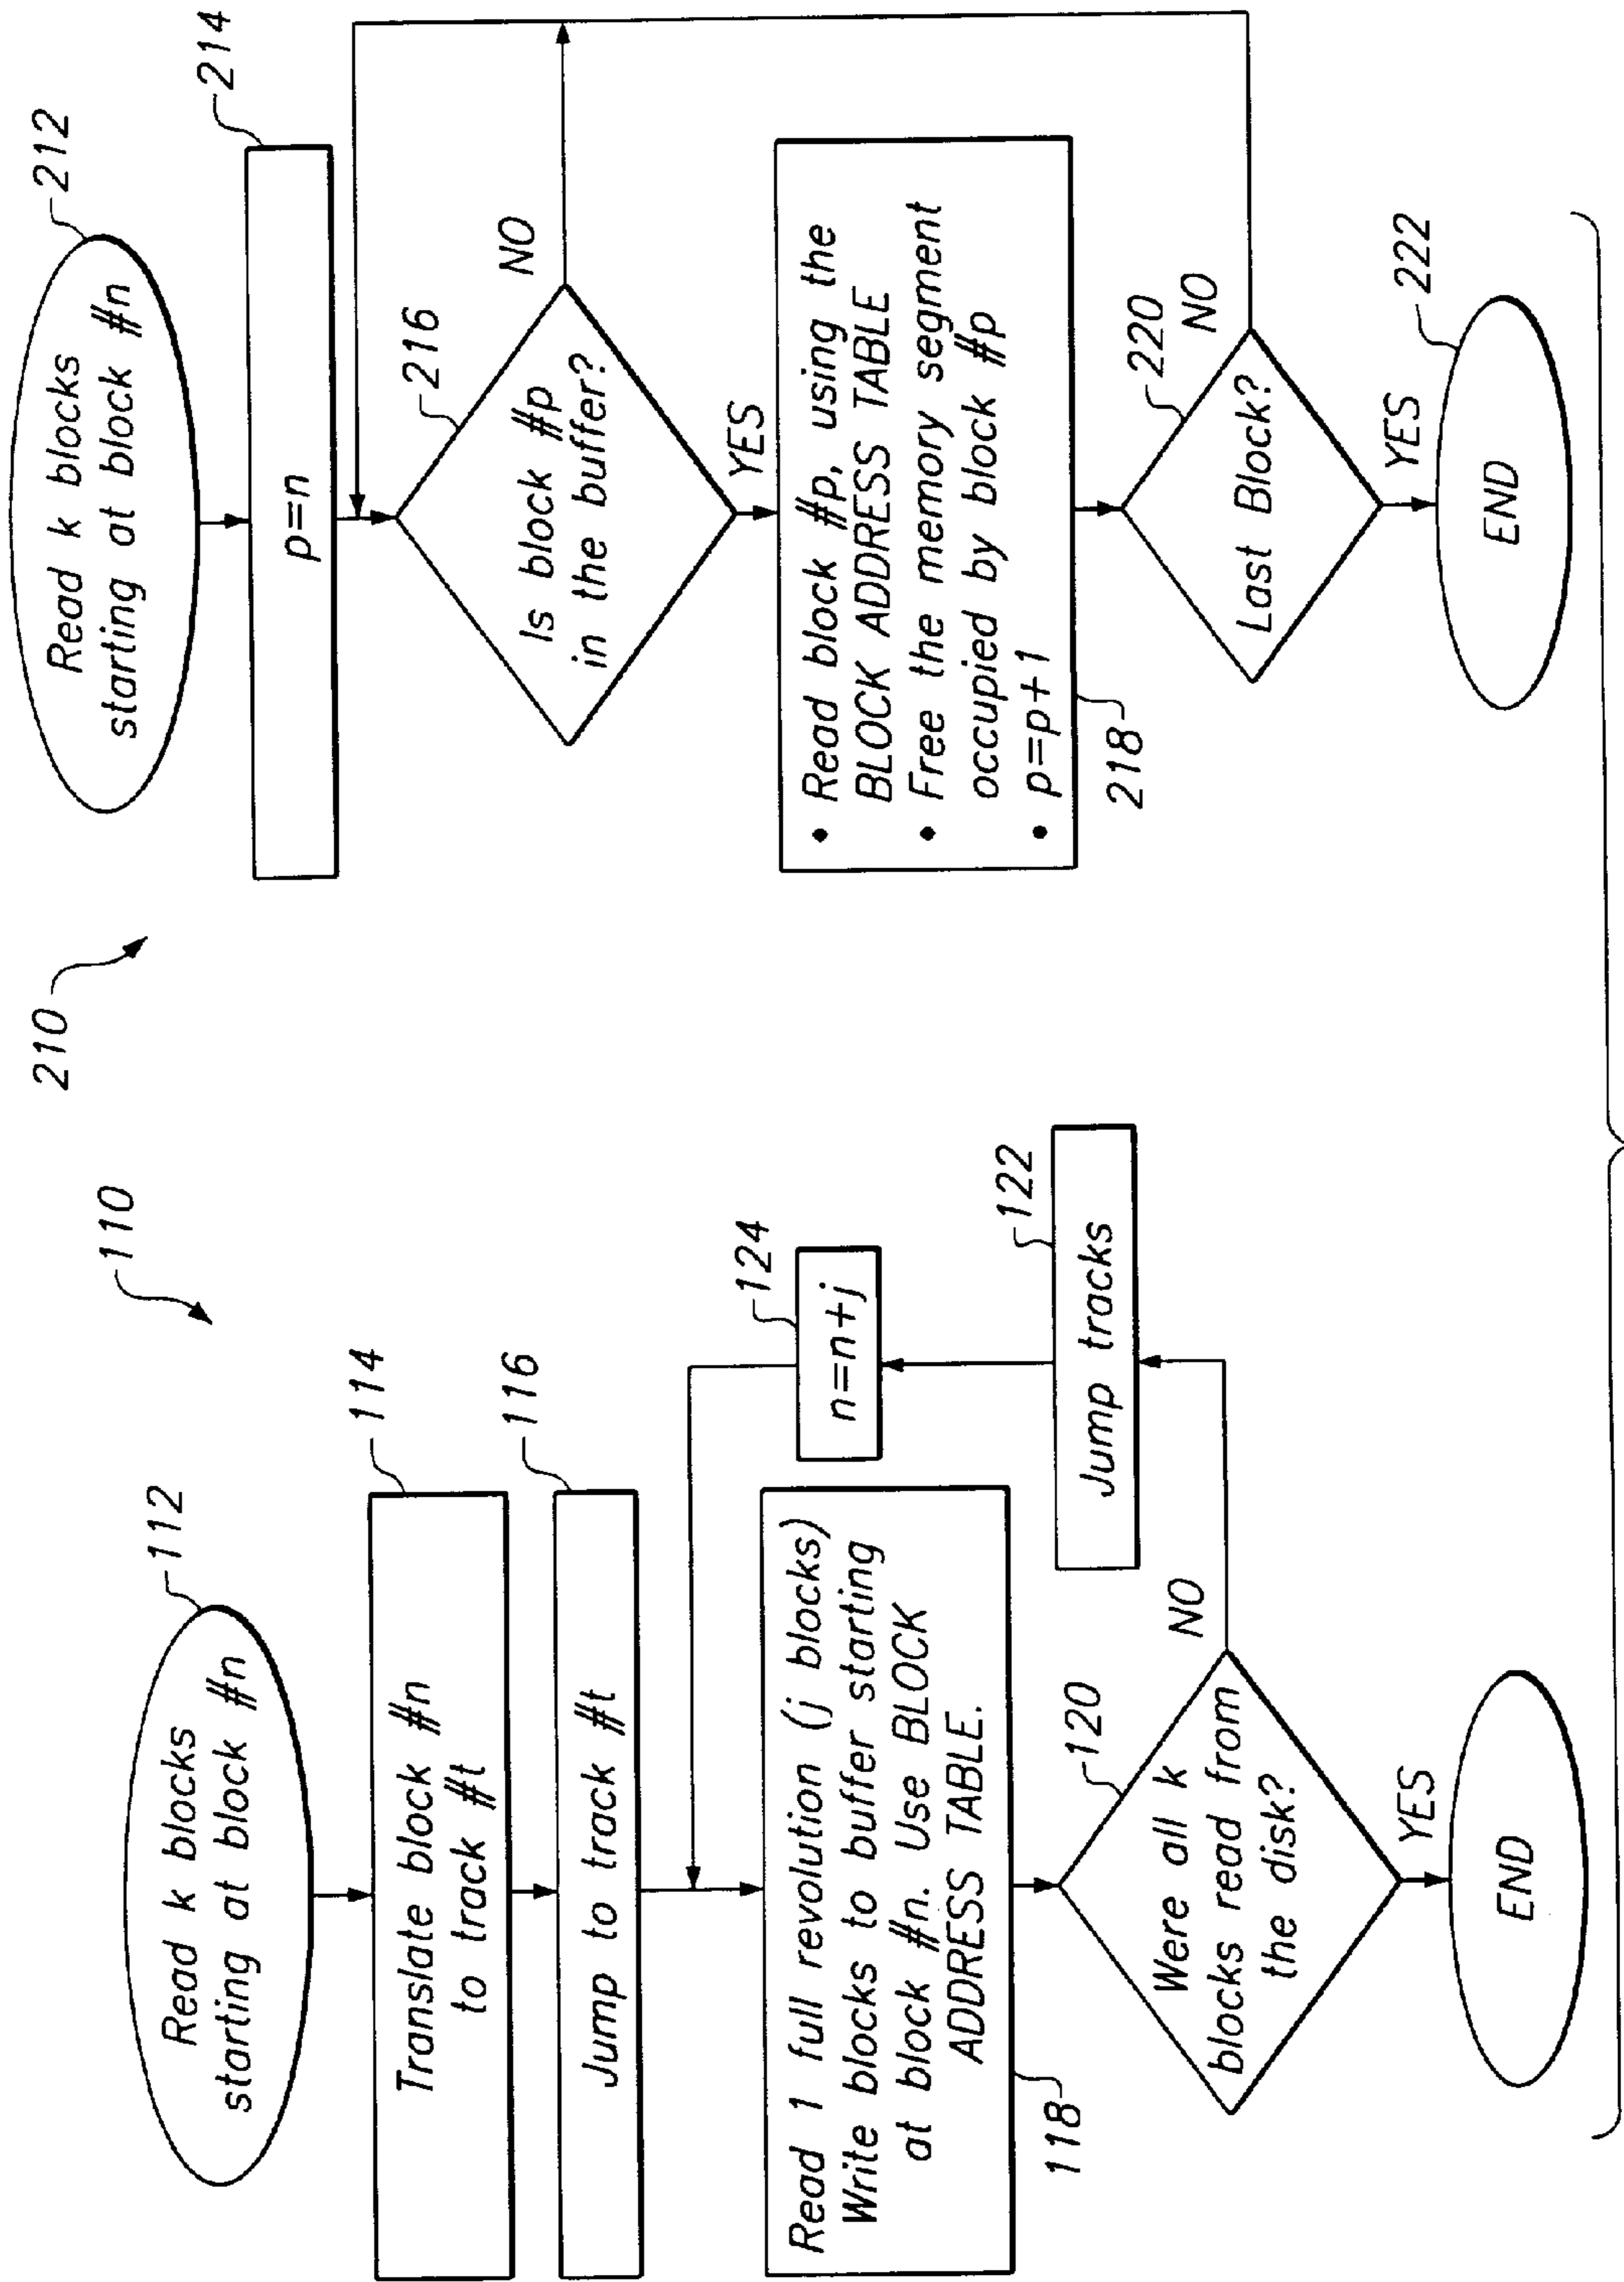 110
112
Read k blocks
starting at block #n
114
Translate block #n
to track #t
116
Jump to track #t
118
Read 1 full revolution (j blocks)
Write blocks to buffer starting
at block #n. Use BLOCK
ADDRESS TABLE.
124
n=n+j
122
Jump tracks
120
Were all k
blocks read from
the disk?
NO
YES
END
210
212
Read k blocks
starting at block #n
214
p=n
216
Is block #p
in the buffer?
NO
YES
• Read block #p, using the
BLOCK ADDRESS TABLE
• Free the memory segment
occupied by block #p
• p=p+1
218
220
Last Block?
NO
YES
222
END